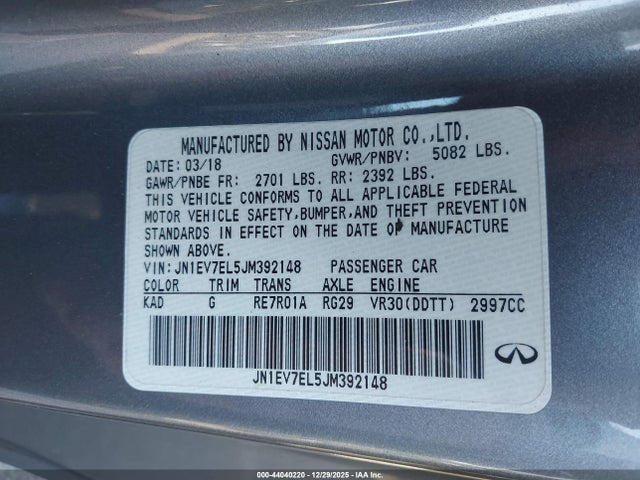 MANUFACTURED BY NISSAN MOTOR CO.,LTD.
DATE: 03/18 GVWR/PNBV: 5082 LBS.
GAWR/PNBE FR: 2701 LBS. RR: 2392 LBS.
THIS VEHICLE CONFORMS TO ALL APPLICABLE FEDERAL
MOTOR VEHICLE SAFETY,BUMPER,AND THEFT PREVENTION
STANDARDS IN EFFECT ON THE DATE OF MANUFACTURE
SHOWN ABOVE.
VIN: JN1EV7EL5JM392148 PASSENGER CAR
COLOR TRIM TRANS AXLE ENGINE
KAD G RE7R01A RG29 VR30(DDTT) 2997CC
JN1EV7EL5JM392148
INFINITI
000-44040220 - 12/29/2025 - IAA, Inc.